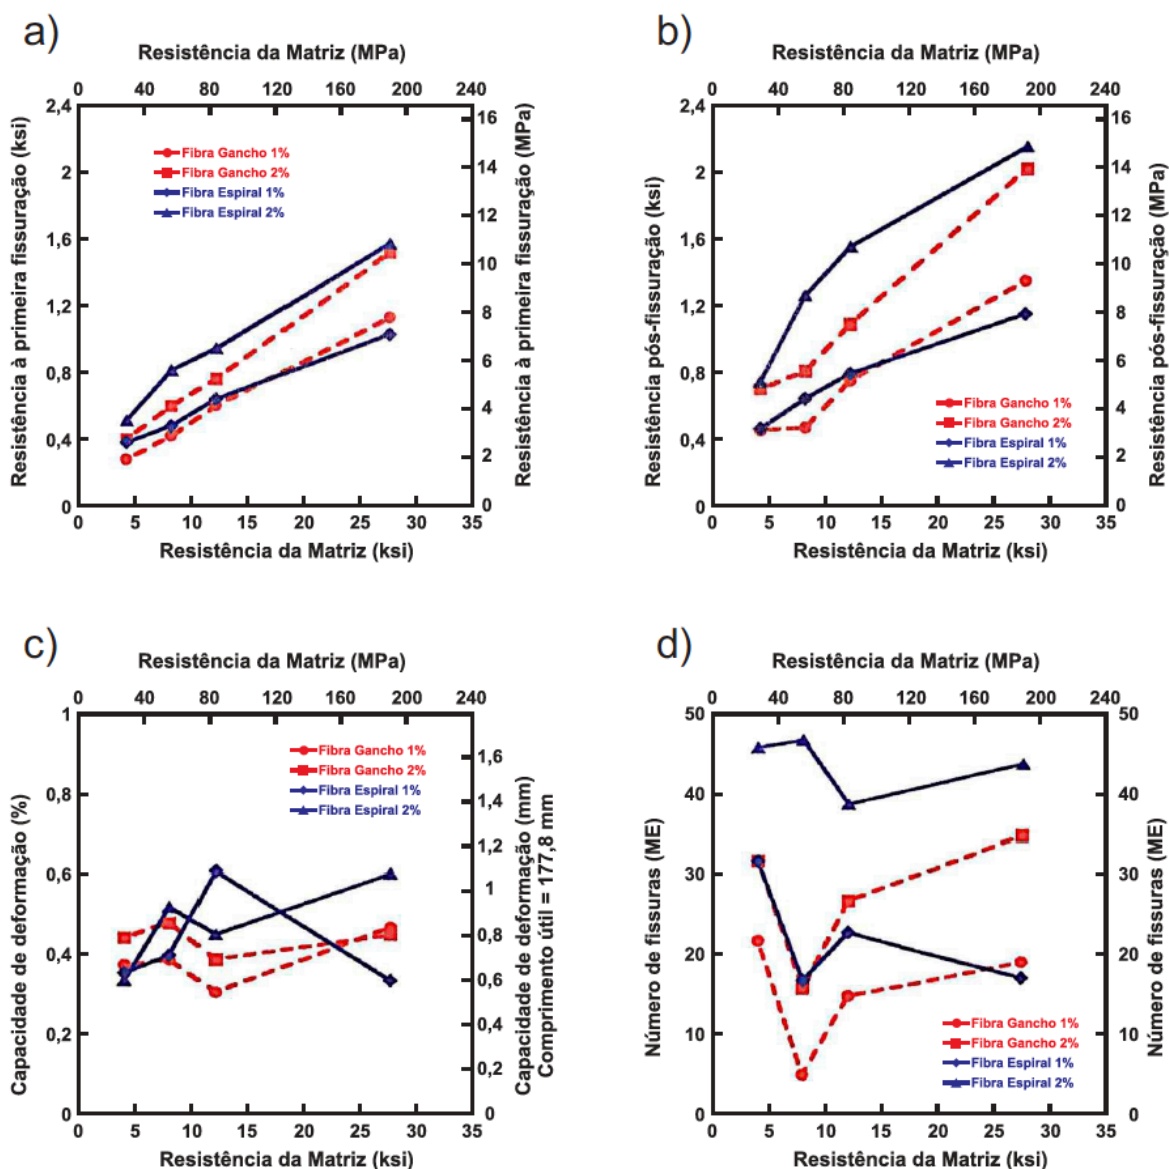 a)
Resistência da Matriz (MPa)
0 40 80 120 160 200 240
Resistência à primeira fissuração (ksi)
2,4
2
1,6
1,2
0,8
0,4
0
Fibra Gancho 1%
Fibra Gancho 2%
Fibra Espiral 1%
Fibra Espiral 2%
16
14
12
10
8
6
4
2
0
Resistência à primeira fissuração (MPa)
0 5 10 15 20 25 30 35
Resistência da Matriz (ksi)
b)
Resistência da Matriz (MPa)
0 40 80 120 160 200 240
Resistência pós-fissuração (ksi)
2,4
2
1,6
1,2
0,8
0,4
0
Fibra Gancho 1%
Fibra Gancho 2%
Fibra Espiral 1%
Fibra Espiral 2%
16
14
12
10
8
6
4
2
0
Resistência pós-fissuração (MPa)
0 5 10 15 20 25 30 35
Resistência da Matriz (ksi)
c)
Resistência da Matriz (MPa)
0 40 80 120 160 200 240
Capacidade de deformação (%)
1
0,8
0,6
0,4
0,2
0
Fibra Gancho 1%
Fibra Gancho 2%
Fibra Espiral 1%
Fibra Espiral 2%
1,6
1,4
1,2
1
0,8
0,6
0,4
0,2
0
Capacidade de deformação (mm)
Comprimento útil = 177,8 mm
0 5 10 15 20 25 30 35
Resistência da Matriz (ksi)
d)
Resistência da Matriz (MPa)
0 40 80 120 160 200 240
Número de fissuras (ME)
50
40
30
20
10
0
Fibra Gancho 1%
Fibra Gancho 2%
Fibra Espiral 1%
Fibra Espiral 2%
50
40
30
20
10
0
Número de fissuras (ME)
0 5 10 15 20 25 30 35
Resistência da Matriz (ksi)